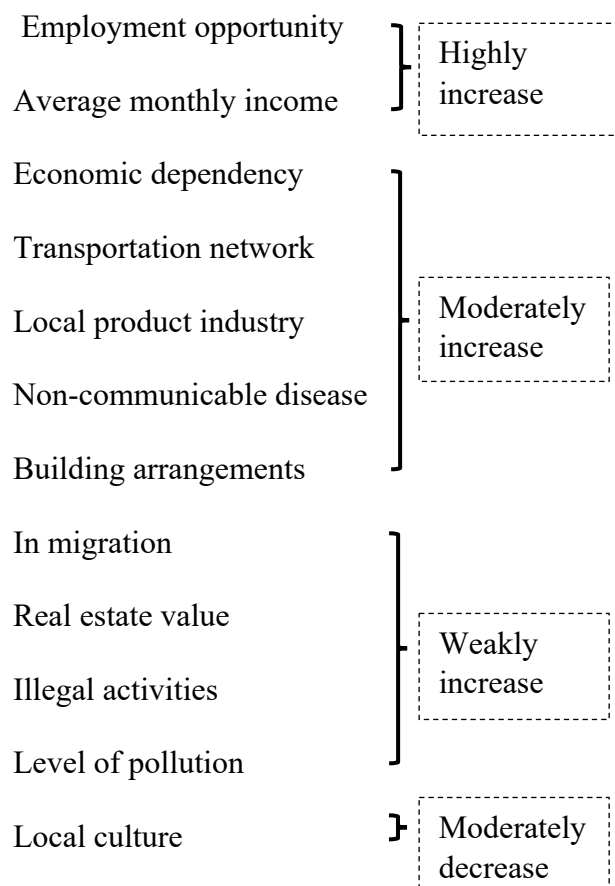 Employment opportunity
Average monthly income
Highly
increase
Economic dependency
Transportation network
Local product industry
Non-communicable disease
Building arrangements
Moderately
increase
In migration
Real estate value
Illegal activities
Level of pollution
Weakly
increase
Local culture
Moderately
decrease